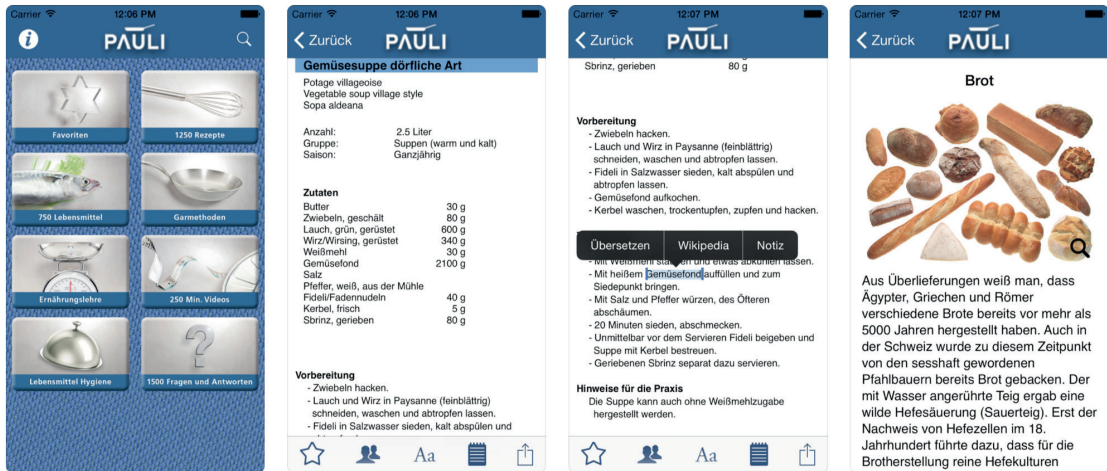 Carrier 12:06 PM
PAULI
Favoriten
1250 Rezepte
750 Lebensmittel
Garmethoden
Ernährungslehre
250 Min. Videos
Lebensmittel Hygiene
1500 Fragen und Antworten
Carrier 12:06 PM
Zurück PAULI
Gemüsesuppe dörfliche Art
Potage villageoise
Vegetable soup village style
Sopa aldeana
Anzahl: 2.5 Liter
Gruppe: Suppen (warm und kalt)
Saison: Ganzjährig
Zutaten
Butter 30 g
Zwiebeln, geschält 80 g
Lauch, grün, gerüstet 600 g
Wirz/Wirsing, gerüstet 340 g
Weißmehl 30 g
Gemüsefond 2100 g
Salz
Pfeffer, weiß, aus der Mühle
Fideli/Fadennudeln 40 g
Kerbel, frisch 5 g
Sbrinz, gerieben 80 g
Vorbereitung
- Zwiebeln hacken.
- Lauch und Wirz in Paysanne (feinblättrig)
schneiden, waschen und abtropfen lassen.
- Fideli in Salzwasser sieden, kalt abspülen und
Aa
Carrier 12:07 PM
Zurück PAULI
Sbrinz, gerieben 80 g
Vorbereitung
- Zwiebeln hacken.
- Lauch und Wirz in Paysanne (feinblättrig)
schneiden, waschen und abtropfen lassen.
- Fideli in Salzwasser sieden, kalt abspülen und
abtropfen lassen.
- Gemüsefond aufkochen.
- Kerbel waschen, trockentupfen, zupfen und hacken.
Übersetzen Wikipedia Notiz
- Mit Weißmehl und etwas abkühlen lassen.
- Mit heißem Gemüsefond auffüllen und zum
Siedepunkt bringen.
- Mit Salz und Pfeffer würzen, des Öfteren
abschäumen.
- 20 Minuten sieden, abschmecken.
- Unmittelbar vor dem Servieren Fideli beigeben und
Suppe mit Kerbel bestreuen.
- Geriebenen Sbrinz separat dazu servieren.
Hinweise für die Praxis
Die Suppe kann auch ohne Weißmehlzugabe
hergestellt werden.
Aa
Carrier 12:07 PM
Zurück PAULI
Brot
Aus Überlieferungen weiß man, dass
Ägypter, Griechen und Römer
verschiedene Brote bereits vor mehr als
5000 Jahren hergestellt haben. Auch in
der Schweiz wurde zu diesem Zeitpunkt
von den sesshaft gewordenen
Pfahlbauern bereits Brot gebacken. Der
mit Wasser angerührte Teig ergab eine
wilde Hefesäuerung (Sauerteig). Erst der
Nachweis von Hefezellen im 18.
Jahrhundert führte dazu, dass für die
Brotherstellung reine Hefekulturen